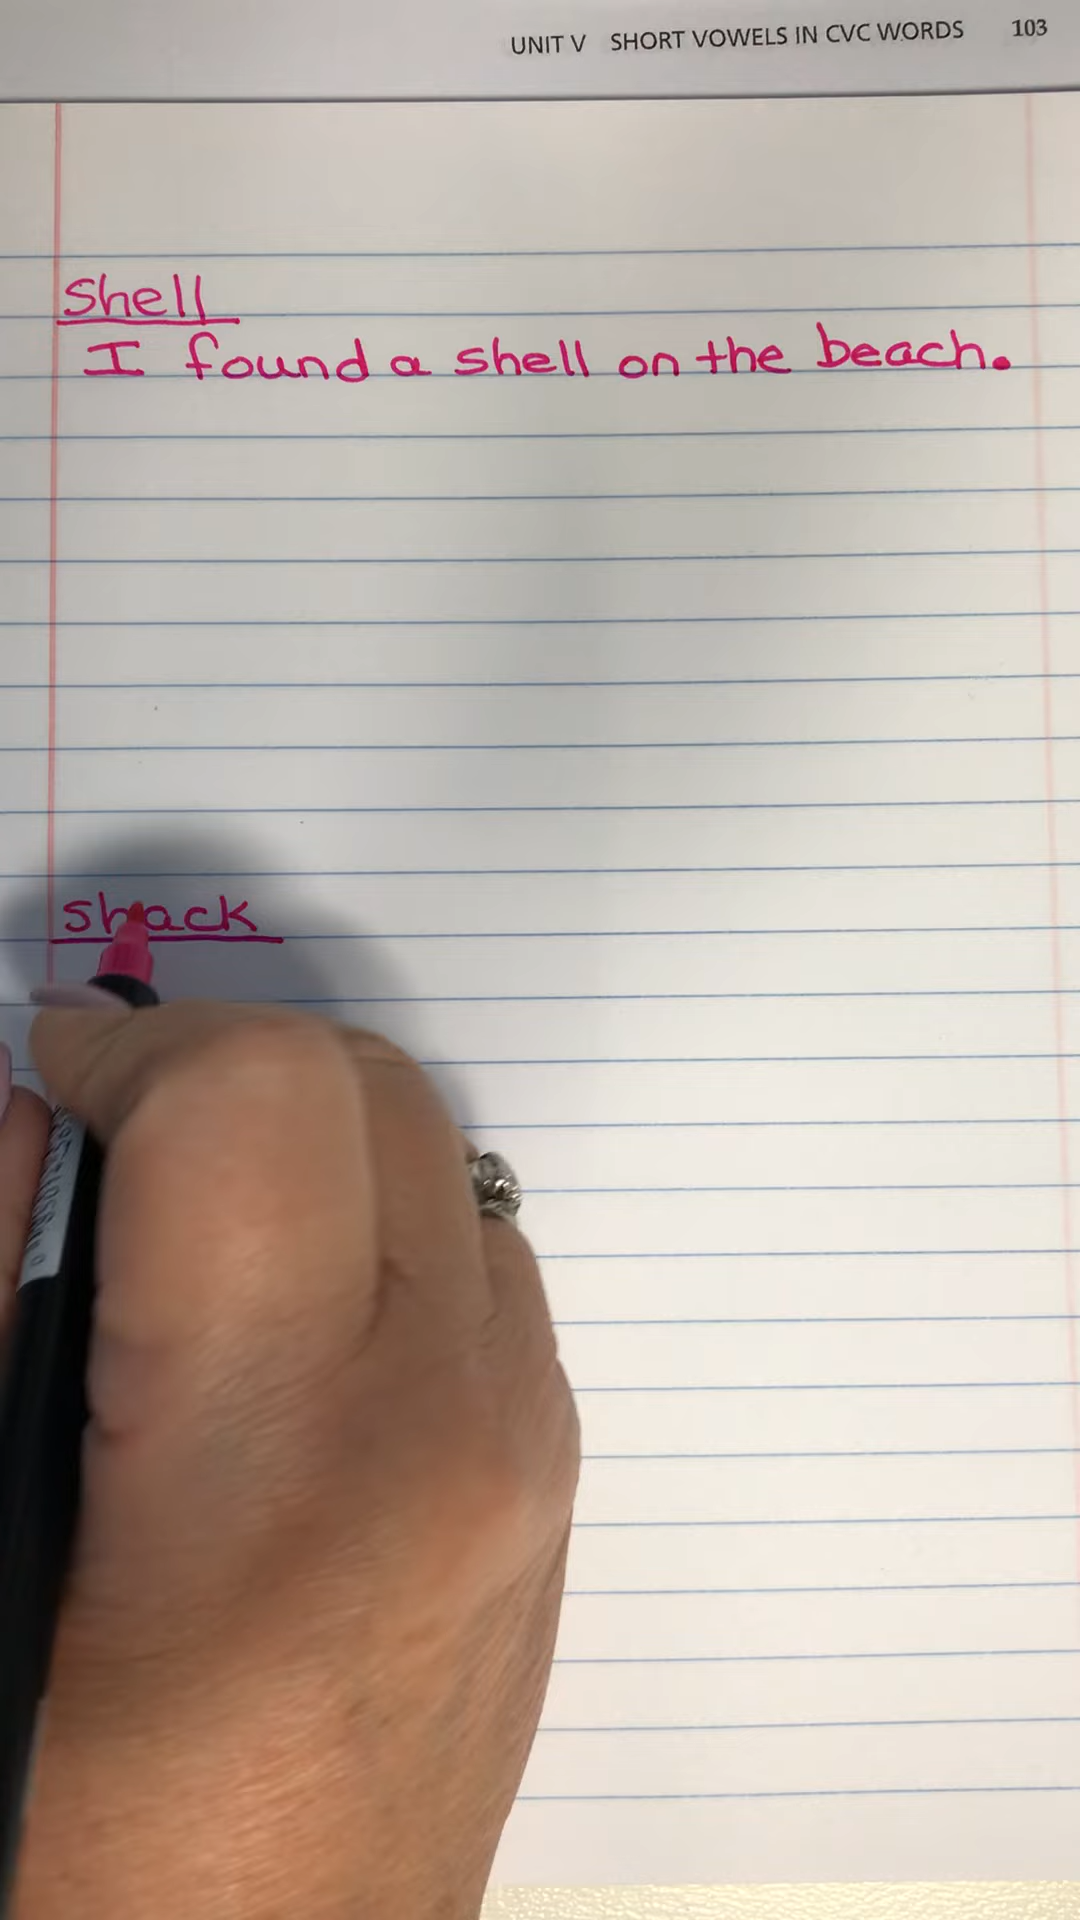 UNIT V SHORT VOWELS IN CVC WORDS 103
shell
I found a shell on the beach.
shack